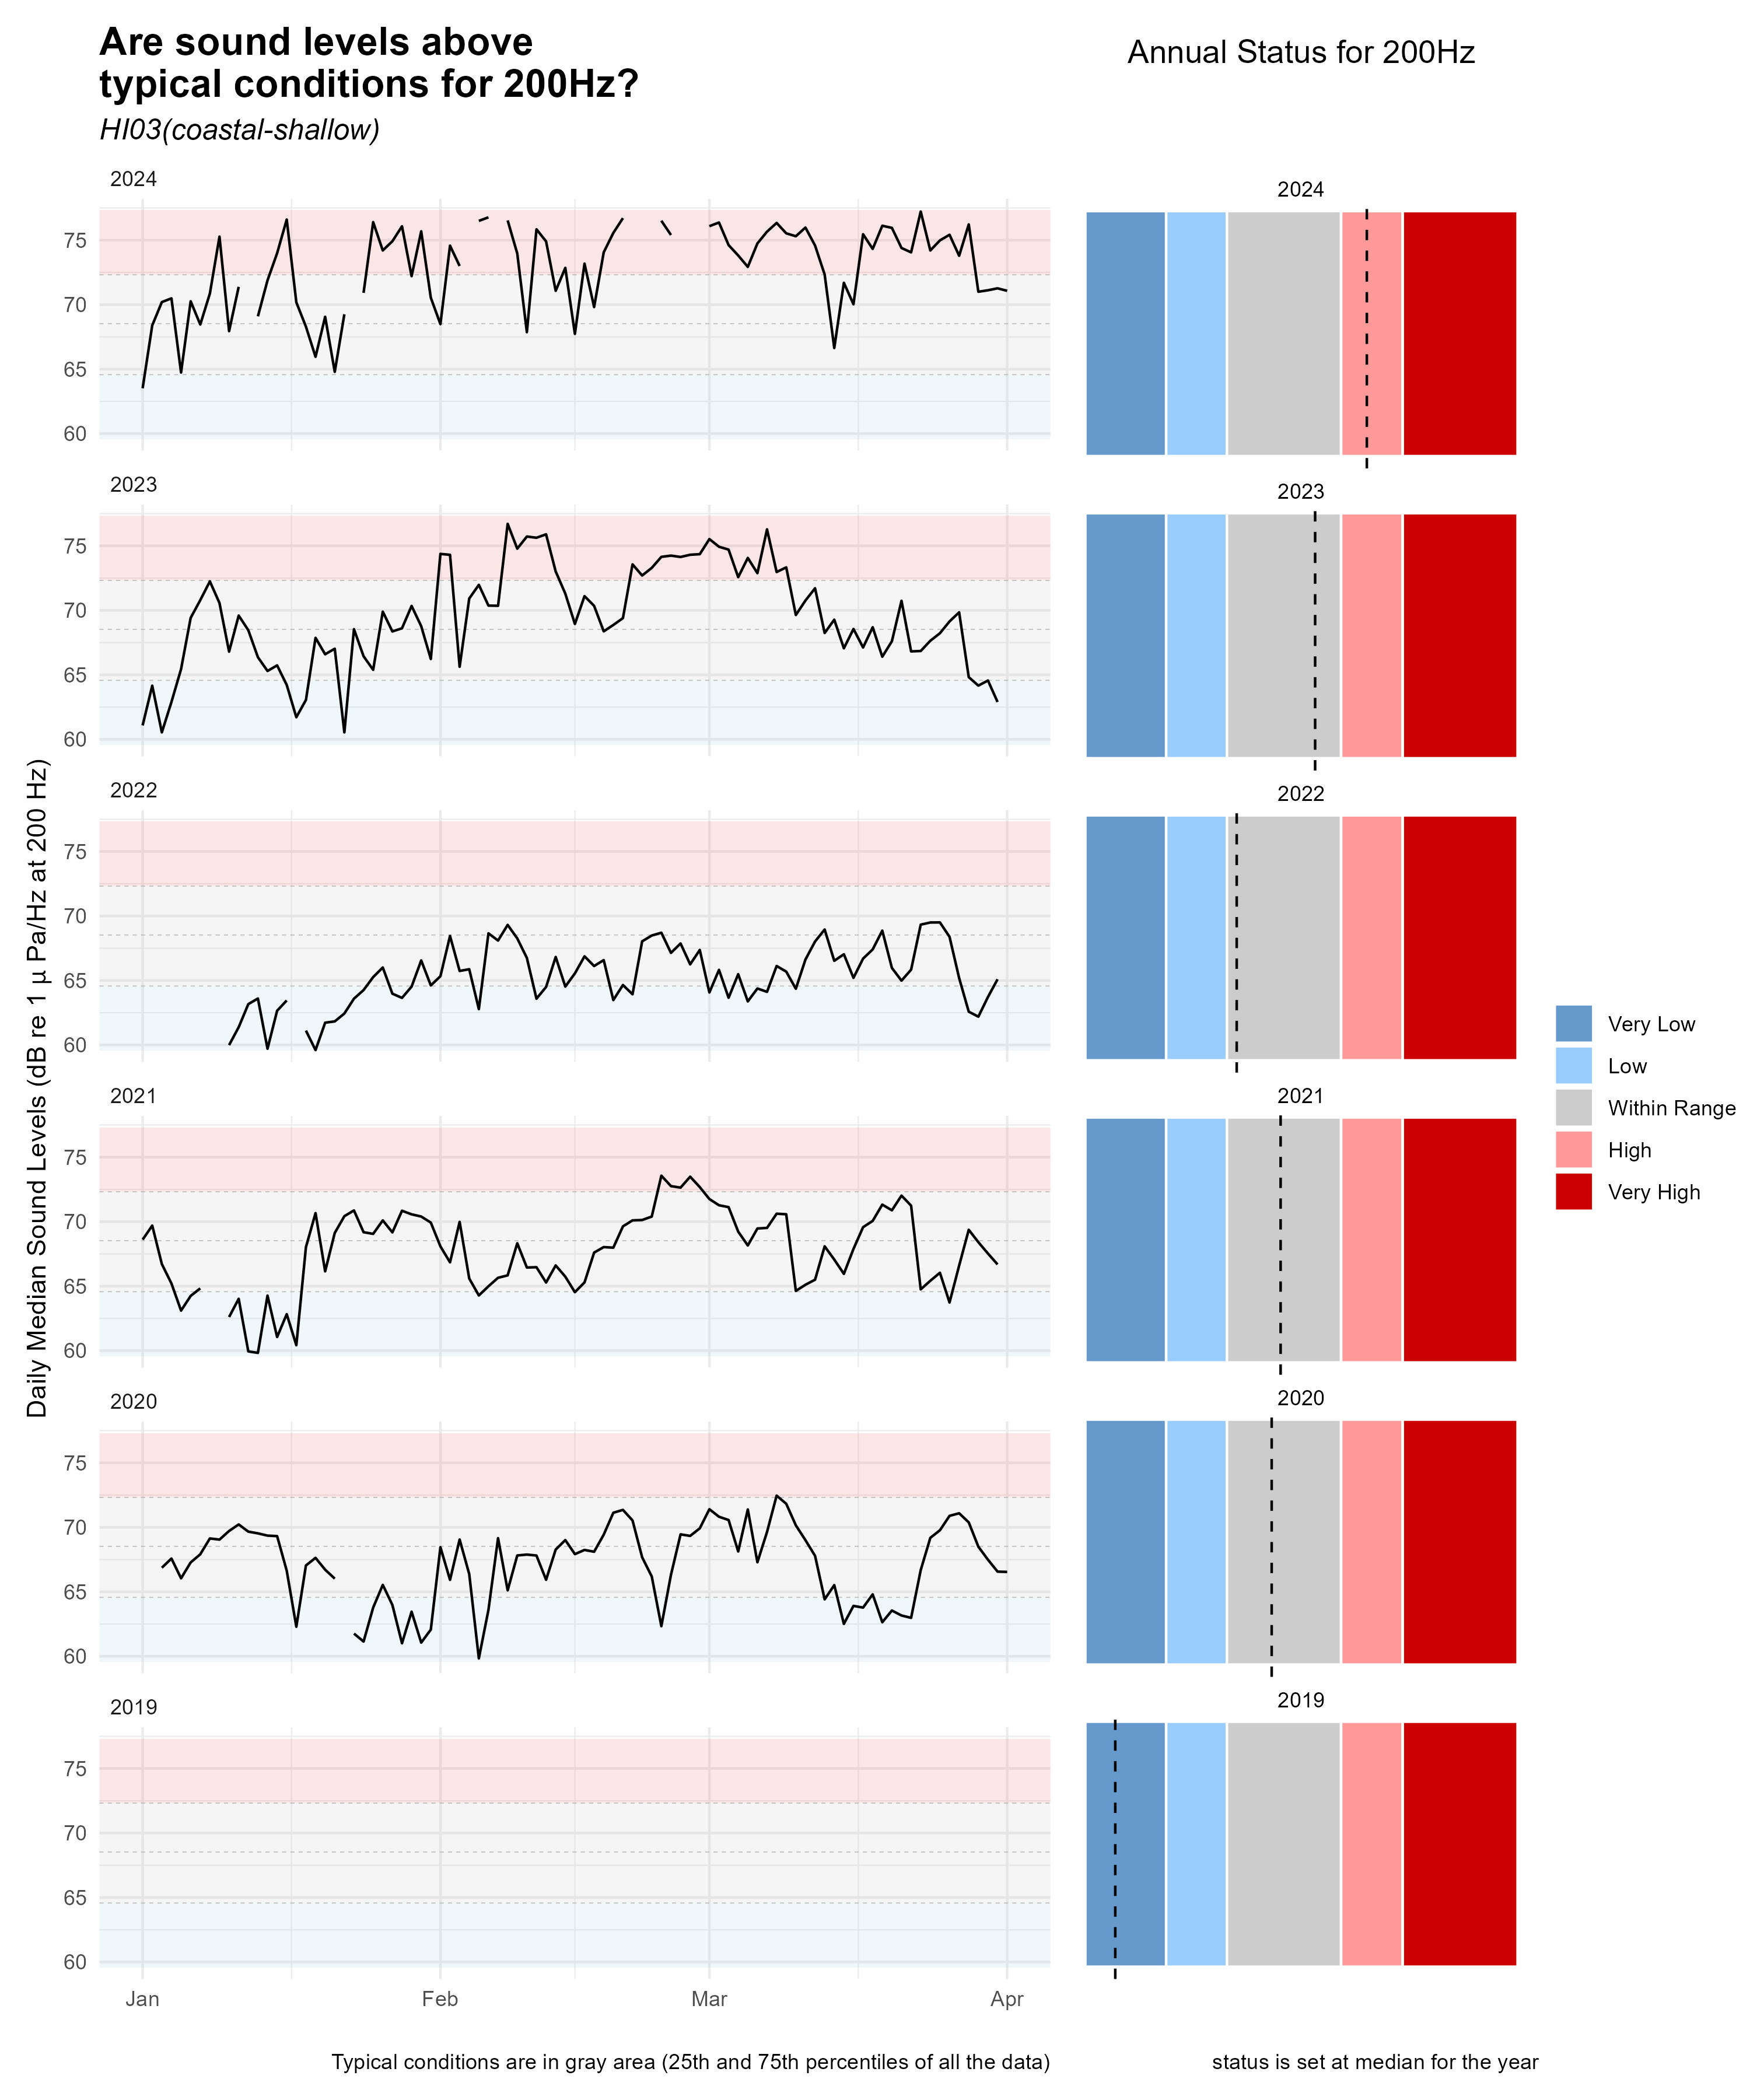 Are sound levels above
typical conditions for 200Hz?
HI03(coastal-shallow)
Annual Status for 200Hz
Daily Median Sound Levels (dB re 1 µ Pa/Hz at 200 Hz)
2024
75
70
65
60
2023
75
70
65
60
2022
75
70
65
60
2021
75
70
65
60
2020
75
70
65
60
2019
75
70
65
60
Jan Feb Mar Apr
Typical conditions are in gray area (25th and 75th percentiles of all the data)
2024
2023
2022
2021
2020
2019
status is set at median for the year
Very Low
Low
Within Range
High
Very High